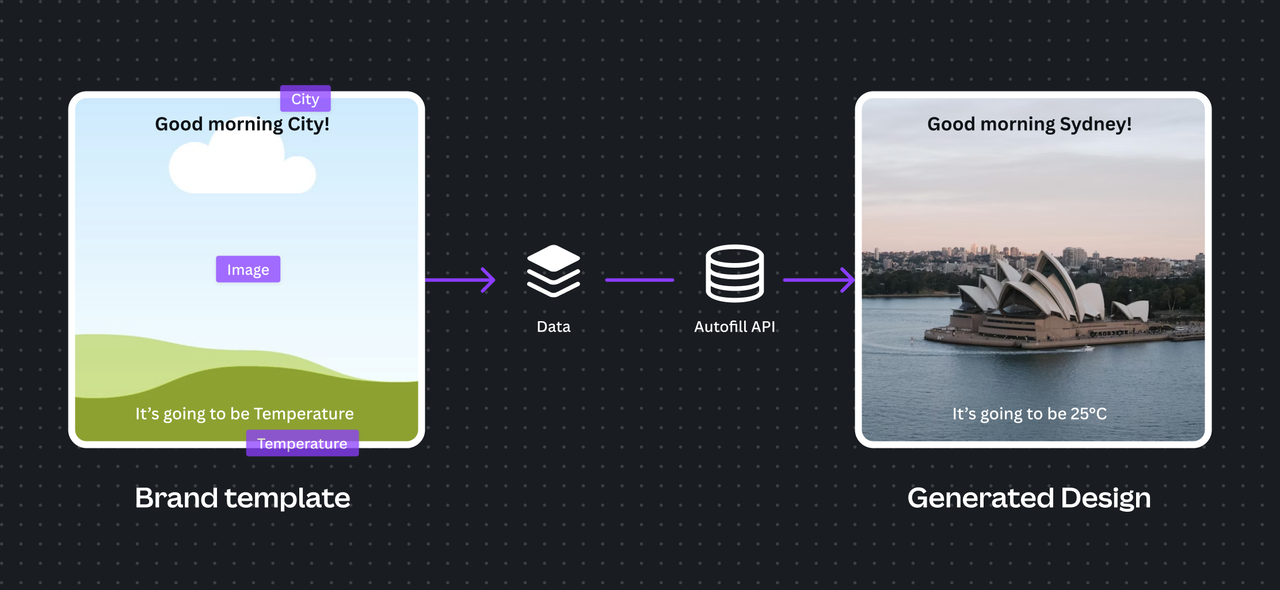 City
Good morning City!
Image
It’s going to be Temperature
Temperature
Brand template
Data
Autofill API
Good morning Sydney!
It’s going to be 25°C
Generated Design